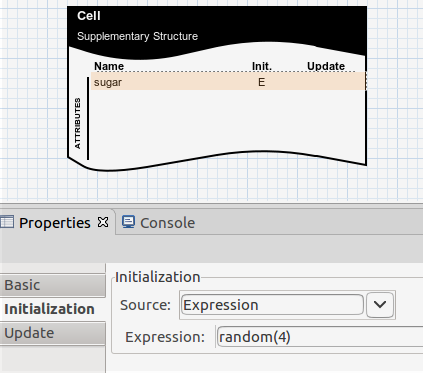 Cell
Supplementary Structure
Name Init. Update
sugar E
ATTRIBUTES
Properties Console
Basic
Initialization
Update
Initialization
Source: Expression
Expression: random(4)